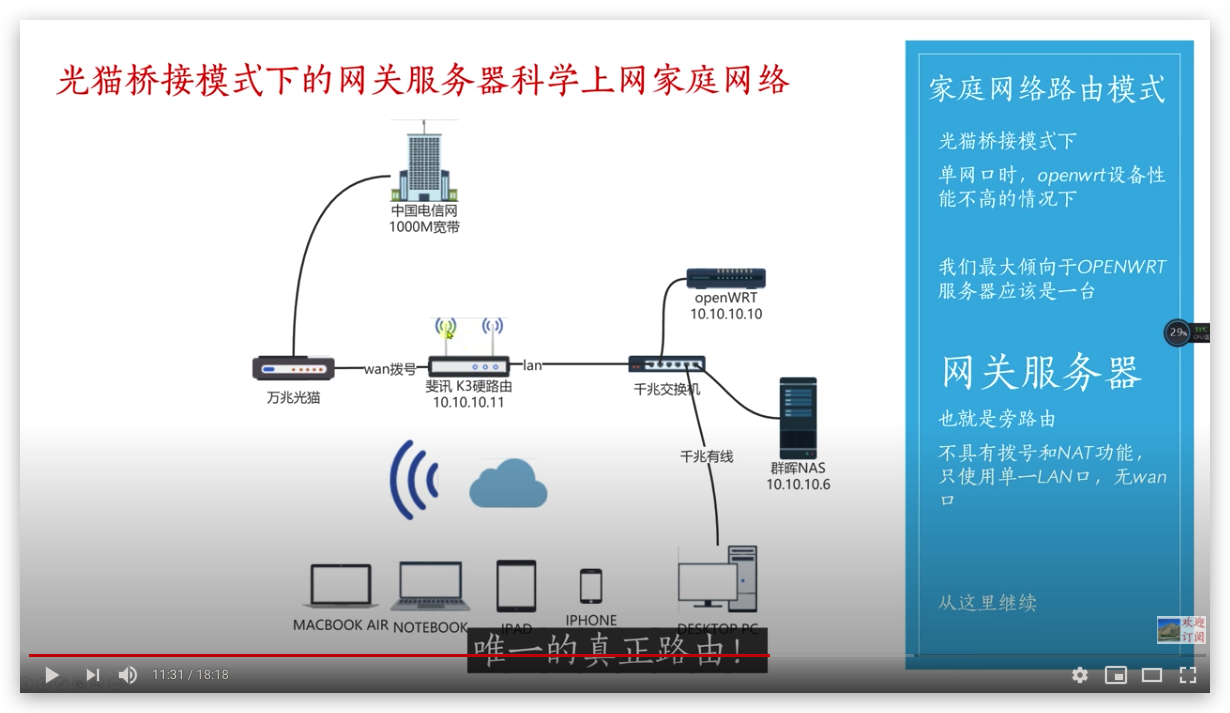 光猫桥接模式下的网关服务器科学上网家庭网络
中国电信网
1000M宽带
openWRT
10.10.10.10
wan拨号
lan
万兆光猫
斐讯 K3硬路由
10.10.10.11
千兆交换机
千兆有线
群晖NAS
10.10.10.6
MACBOOK AIR
NOTEBOOK
IPAD
IPHONE
DESKTOP PC
唯一的真正路由!
家庭网络路由模式
光猫桥接模式下
单网口时，openwrt设备性
能不高的情况下
我们最大倾向于OPENWRT
服务器应该是一台
网关服务器
也就是旁路由
不具有拨号和NAT功能，
只使用单一LAN口，无wan
口
从这里继续
29%
51℃
欢迎
订阅
11:31 / 18:18